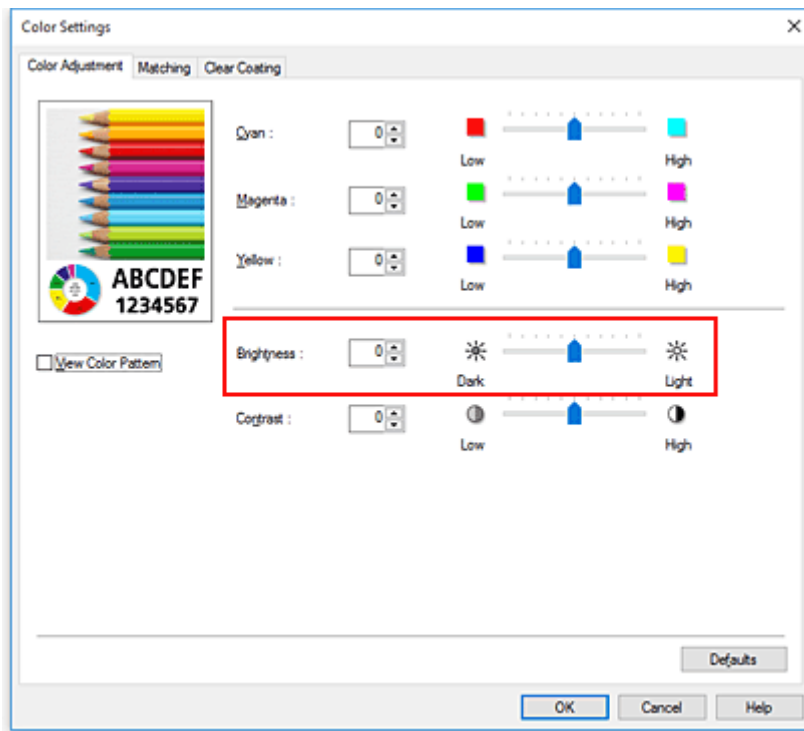 Color Settings
Color Adjustment Matching Clear Coating
Cyan : 0
Low High
Magenta : 0
Low High
Yellow : 0
Low High
ABCDEF
1234567
View Color Pattern
Brightness : 0
Dark Light
Contrast : 0
Low High
Defaults
OK Cancel Help